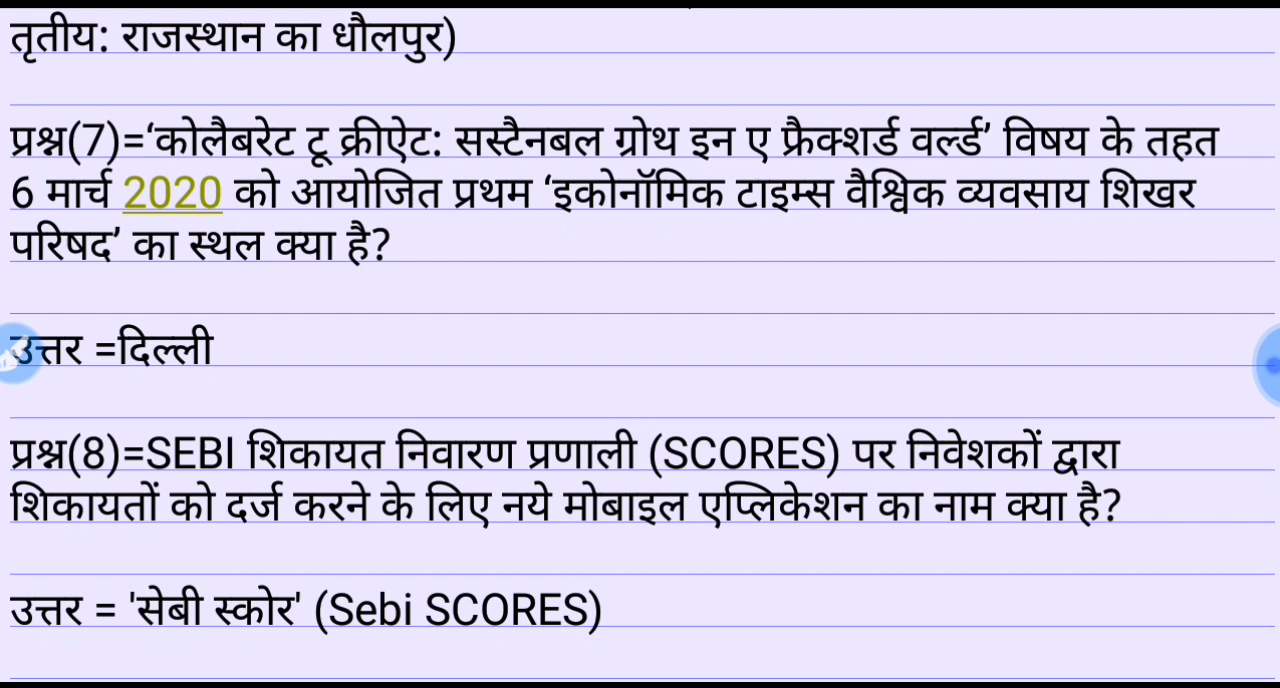 तृतीय: राजस्थान का धौलपुर)
प्रश्न(7)=‘कोलैबरेट टू क्रीऐट: सस्टैनबल ग्रोथ इन ए फ्रैक्शर्ड वर्ल्ड’ विषय के तहत
6 मार्च 2020 को आयोजित प्रथम ‘इकोनॉमिक टाइम्स वैश्विक व्यवसाय शिखर
परिषद’ का स्थल क्या है?
उत्तर =दिल्ली
प्रश्न(8)=SEBI शिकायत निवारण प्रणाली (SCORES) पर निवेशकों द्वारा
शिकायतों को दर्ज करने के लिए नये मोबाइल एप्लिकेशन का नाम क्या है?
उत्तर = 'सेबी स्कोर' (Sebi SCORES)